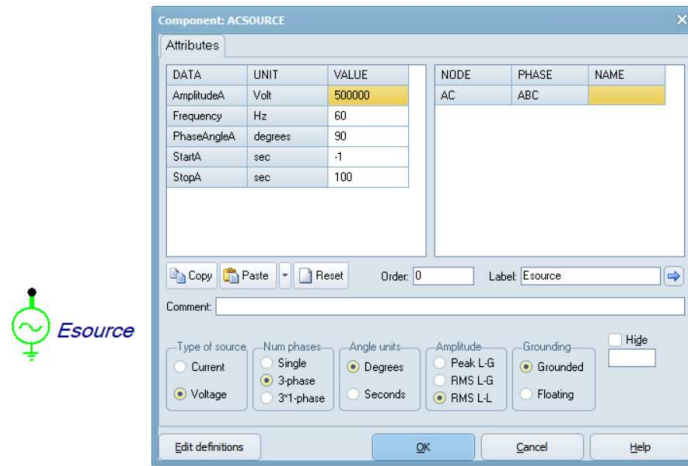 Component: ACSOURCE
Attributes
DATA UNIT VALUE
AmplitudeA Volt 500000
Frequency Hz 60
PhaseAngleA degrees 90
StartA sec -1
StopA sec 100
NODE PHASE NAME
AC ABC
Copy Paste Reset Order: 0 Label: Esource
Comment:
Esource
Type of source
Current
Voltage
Num phases
Single
3-phase
3*1-phase
Angle units
Degrees
Seconds
Amplitude
Peak L-G
RMS L-G
RMS L-L
Grounding
Grounded
Floating
Hide
Edit definitions OK Cancel Help